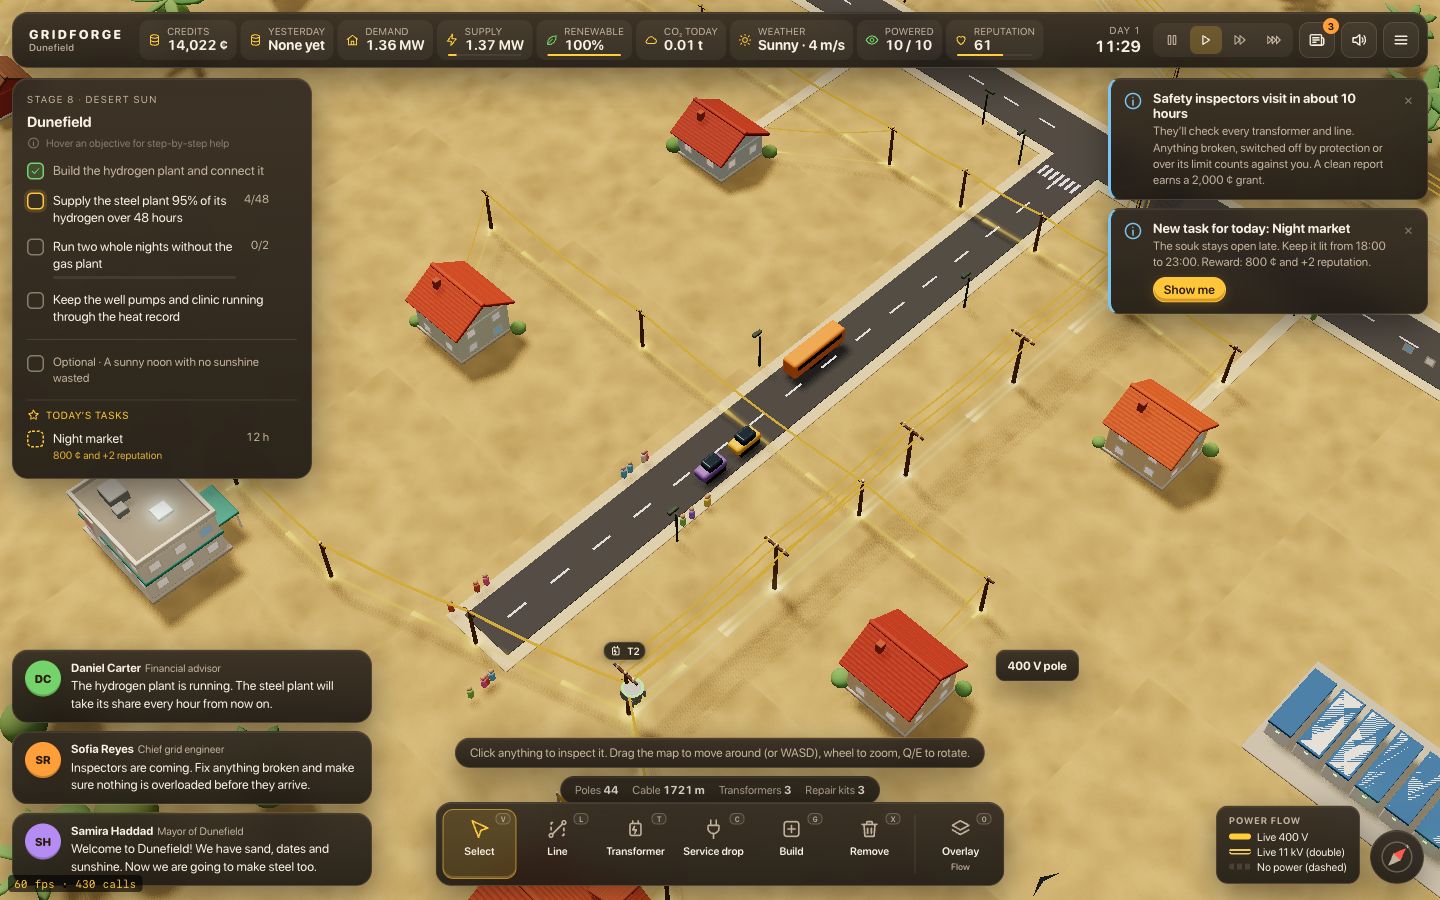 GRIDFORGE
Dunefield
CREDITS
14,022 ¢
YESTERDAY
None yet
DEMAND
1.36 MW
SUPPLY
1.37 MW
RENEWABLE
100%
CO₂ TODAY
0.01 t
WEATHER
Sunny · 4 m/s
POWERED
10 / 10
REPUTATION
61
DAY 1
11:29
3
STAGE 8 · DESERT SUN
Dunefield
Hover an objective for step-by-step help
Build the hydrogen plant and connect it
Supply the steel plant 95% of its 4/48
hydrogen over 48 hours
Run two whole nights without the 0/2
gas plant
Keep the well pumps and clinic running
through the heat record
Optional · A sunny noon with no sunshine
wasted
TODAY'S TASKS
Night market 12 h
800 ¢ and +2 reputation
Safety inspectors visit in about 10 ×
hours
They'll check every transformer and line.
Anything broken, switched off by protection or
over its limit counts against you. A clean report
earns a 2,000 ¢ grant.
New task for today: Night market ×
The souk stays open late. Keep it lit from 18:00
to 23:00. Reward: 800 ¢ and +2 reputation.
Show me
T2
400 V pole
DC
Daniel Carter Financial advisor
The hydrogen plant is running. The steel plant will
take its share every hour from now on.
SR
Sofia Reyes Chief grid engineer
Inspectors are coming. Fix anything broken and make
sure nothing is overloaded before they arrive.
SH
Samira Haddad Mayor of Dunefield
Welcome to Dunefield! We have sand, dates and
sunshine. Now we are going to make steel too.
60 fps · 430 calls
Click anything to inspect it. Drag the map to move around (or WASD), wheel to zoom, Q/E to rotate.
Poles 44 Cable 1721 m Transformers 3 Repair kits 3
V
Select
L
Line
T
Transformer
C
Service drop
G
Build
X
Remove
O
Overlay
Flow
POWER FLOW
Live 400 V
Live 11 kV (double)
No power (dashed)